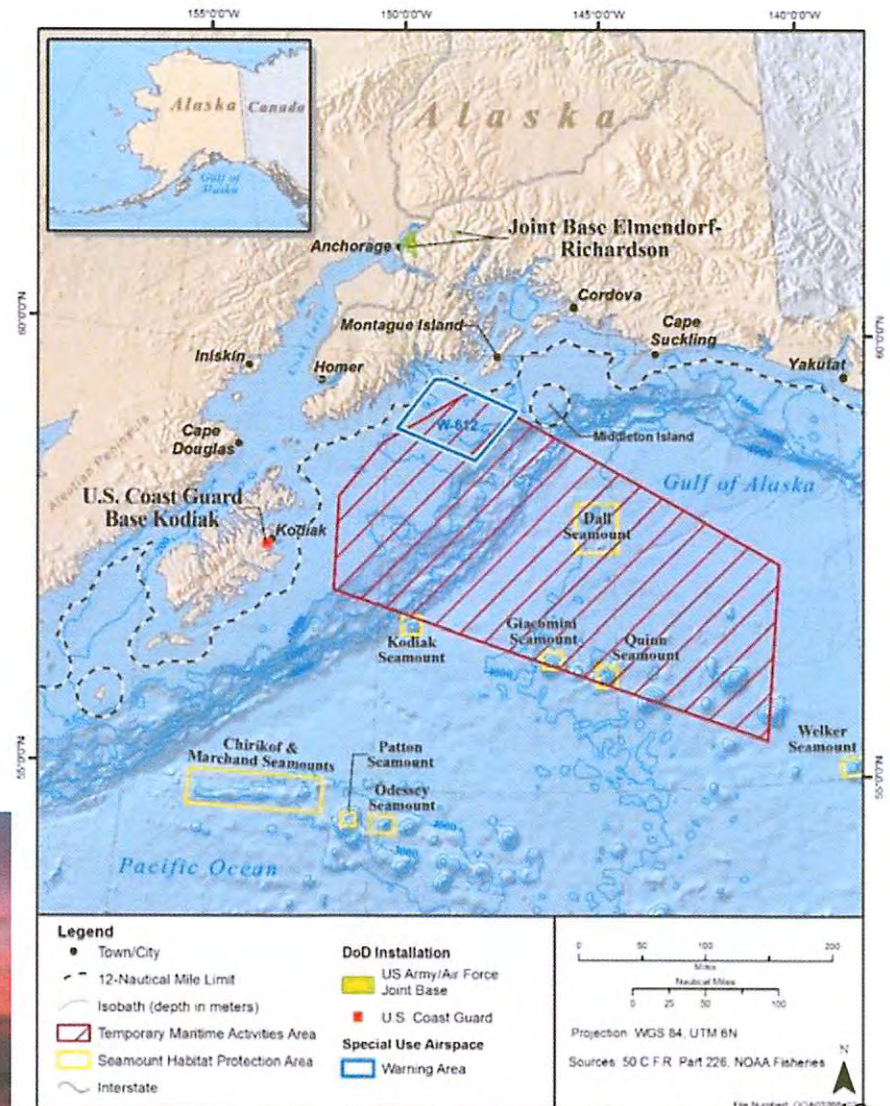 155°0'0"W 150°0'0"W 145°0'0"W 140°0'0"W
Alaska Canada
Gulf of
Alaska
Alaska
Joint Base Elmendorf-
Richardson
Anchorage
Cordova
60°0'0"N
60°0'0"N
Montague Island
Cape
Suckling
Iniskin
Homer
Yakutat
W-612
Middleton Island
Cape
Douglas
Aleutian Peninsula
Gulf of Alaska
U.S. Coast Guard
Base Kodiak
Kodiak
Dall
Seamount
Kodiak
Seamount
Giacomini
Seamount
Quinn
Seamount
Welker
Seamount
55°0'0"N
55°0'0"N
Chirikof &
Marchand Seamounts
Patton
Seamount
Odessey
Seamount
Pacific Ocean
Legend
Town/City
12-Nautical Mile Limit
Isobath (depth in meters)
Temporary Maritime Activities Area
Seamount Habitat Protection Area
Interstate
DoD Installation
US Army/Air Force
Joint Base
U.S. Coast Guard
Special Use Airspace
Warning Area
0 50 100 200
Miles
Nautical Miles
0 25 50 100
Projection: WGS 84, UTM 6N
Sources: 50 C F R Part 226, NOAA Fisheries
N